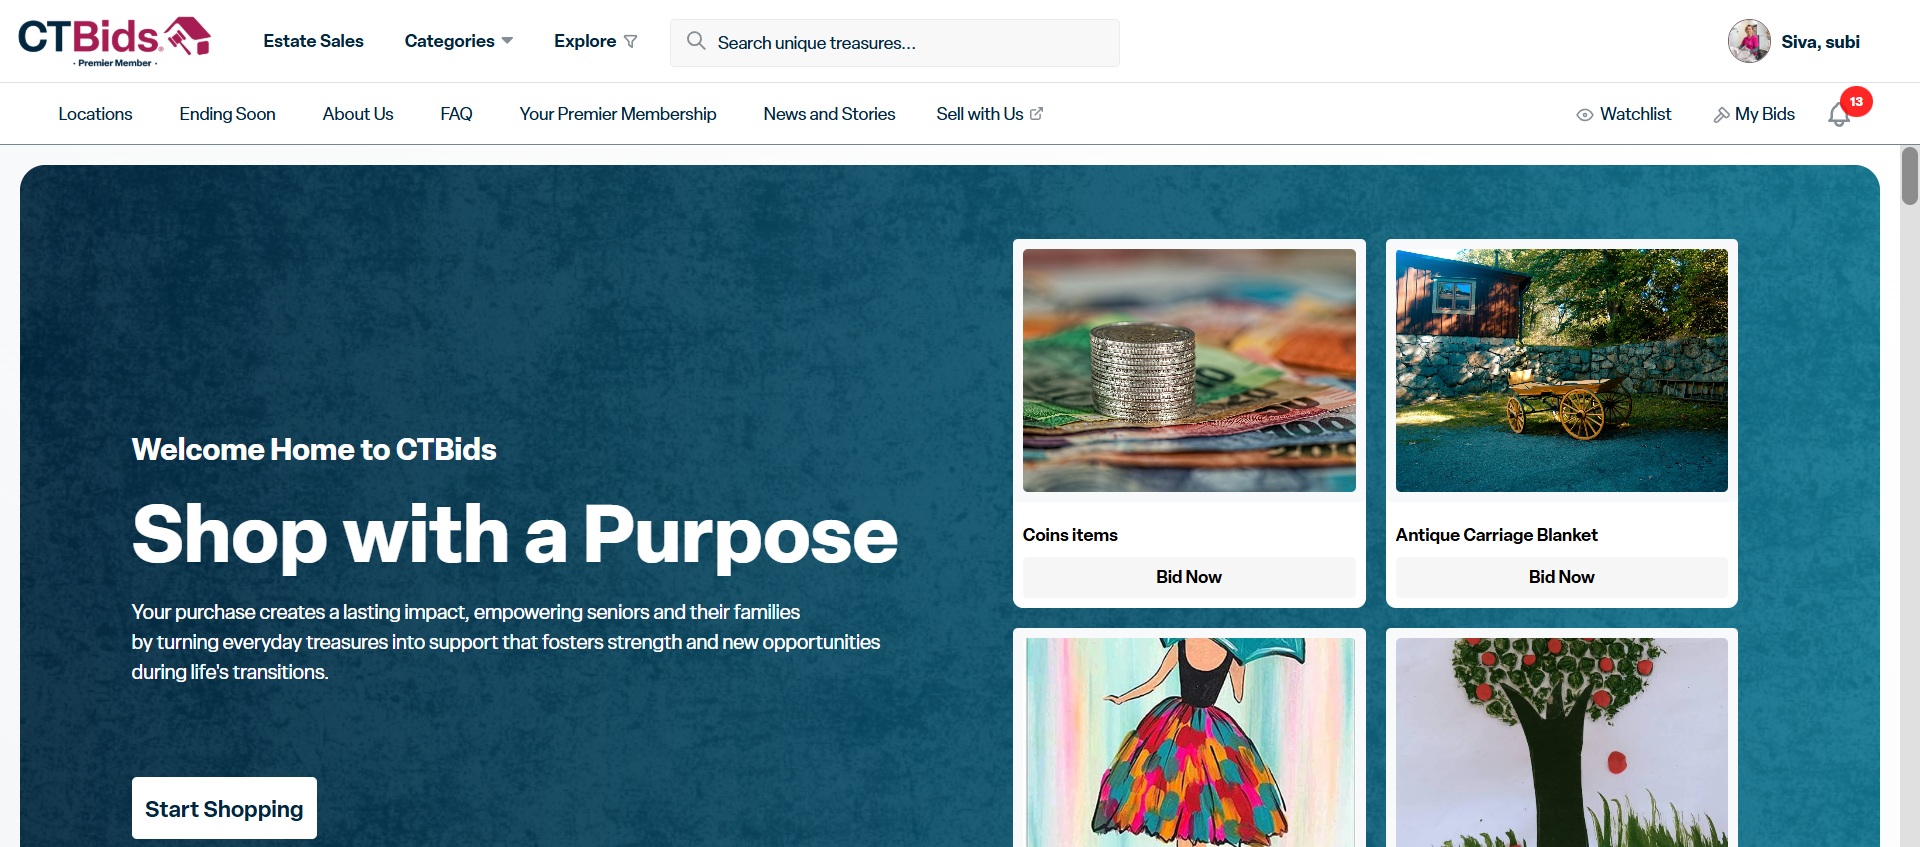 CTBids
· Premier Member ·
Estate Sales
Categories
Explore
Search unique treasures...
Siva, subi
Locations
Ending Soon
About Us
FAQ
Your Premier Membership
News and Stories
Sell with Us
Watchlist
My Bids
13
Welcome Home to CTBids
Shop with a Purpose
Your purchase creates a lasting impact, empowering seniors and their families
by turning everyday treasures into support that fosters strength and new opportunities
during life's transitions.
Start Shopping
100
Coins items
Bid Now
Antique Carriage Blanket
Bid Now